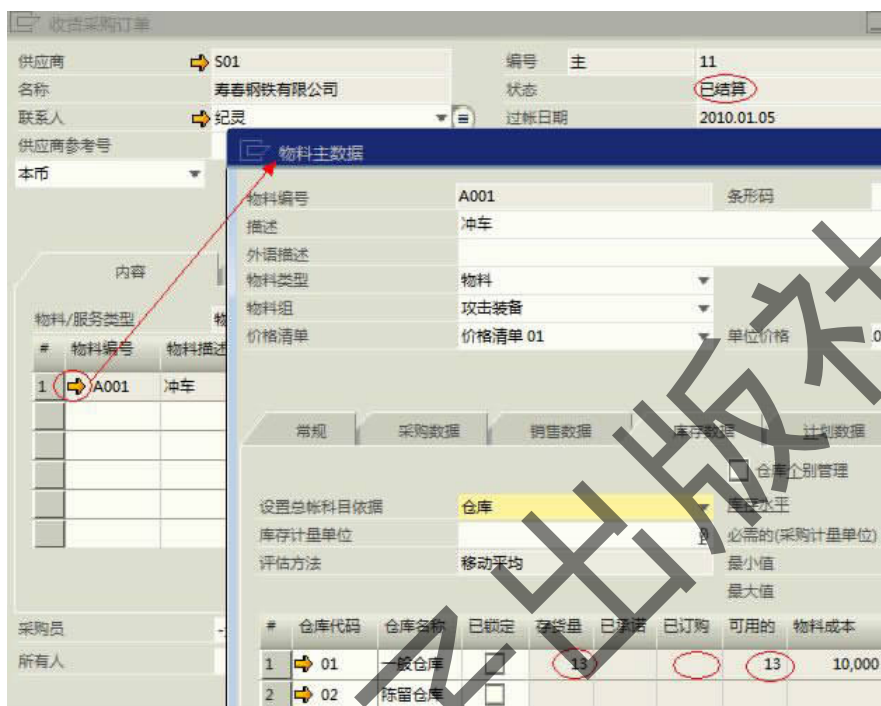 收货采购订单
供应商 S01 编号 主 11
名称 寿春钢铁有限公司 状态 已结算
联系人 纪灵 过帐日期 2010.01.05
供应商参考号
本币
内容
物料/服务类型
# 物料编号 物料描述
1 A001 冲车
采购员
所有人
物料主数据
物料编号 A001 条形码
描述 冲车
外语描述
物料类型 物料
物料组 攻击装备
价格清单 价格清单 01 单位价格
常规 采购数据 销售数据 库存数据 计划数据
仓库个别管理
设置总帐科目依据 仓库 库存水平
库存计量单位 必需的(采购计量单位)
评估方法 移动平均 最小值
最大值
# 仓库代码 仓库名称 已锁定 存货量 已承诺 已订购 可用的 物料成本
1 01 一般仓库 13 13 10,000
2 02 陈留仓库
之出版社